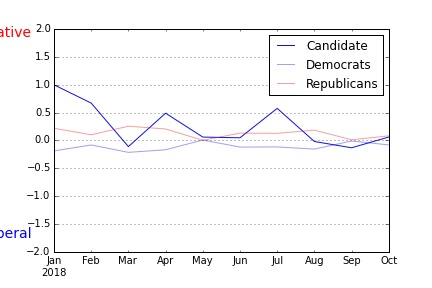 ative
2.0
1.5
1.0
0.5
0.0
−0.5
−1.0
−1.5
−2.0
peral
Candidate
Democrats
Republicans
Jan Feb Mar Apr May Jun Jul Aug Sep Oct
2018